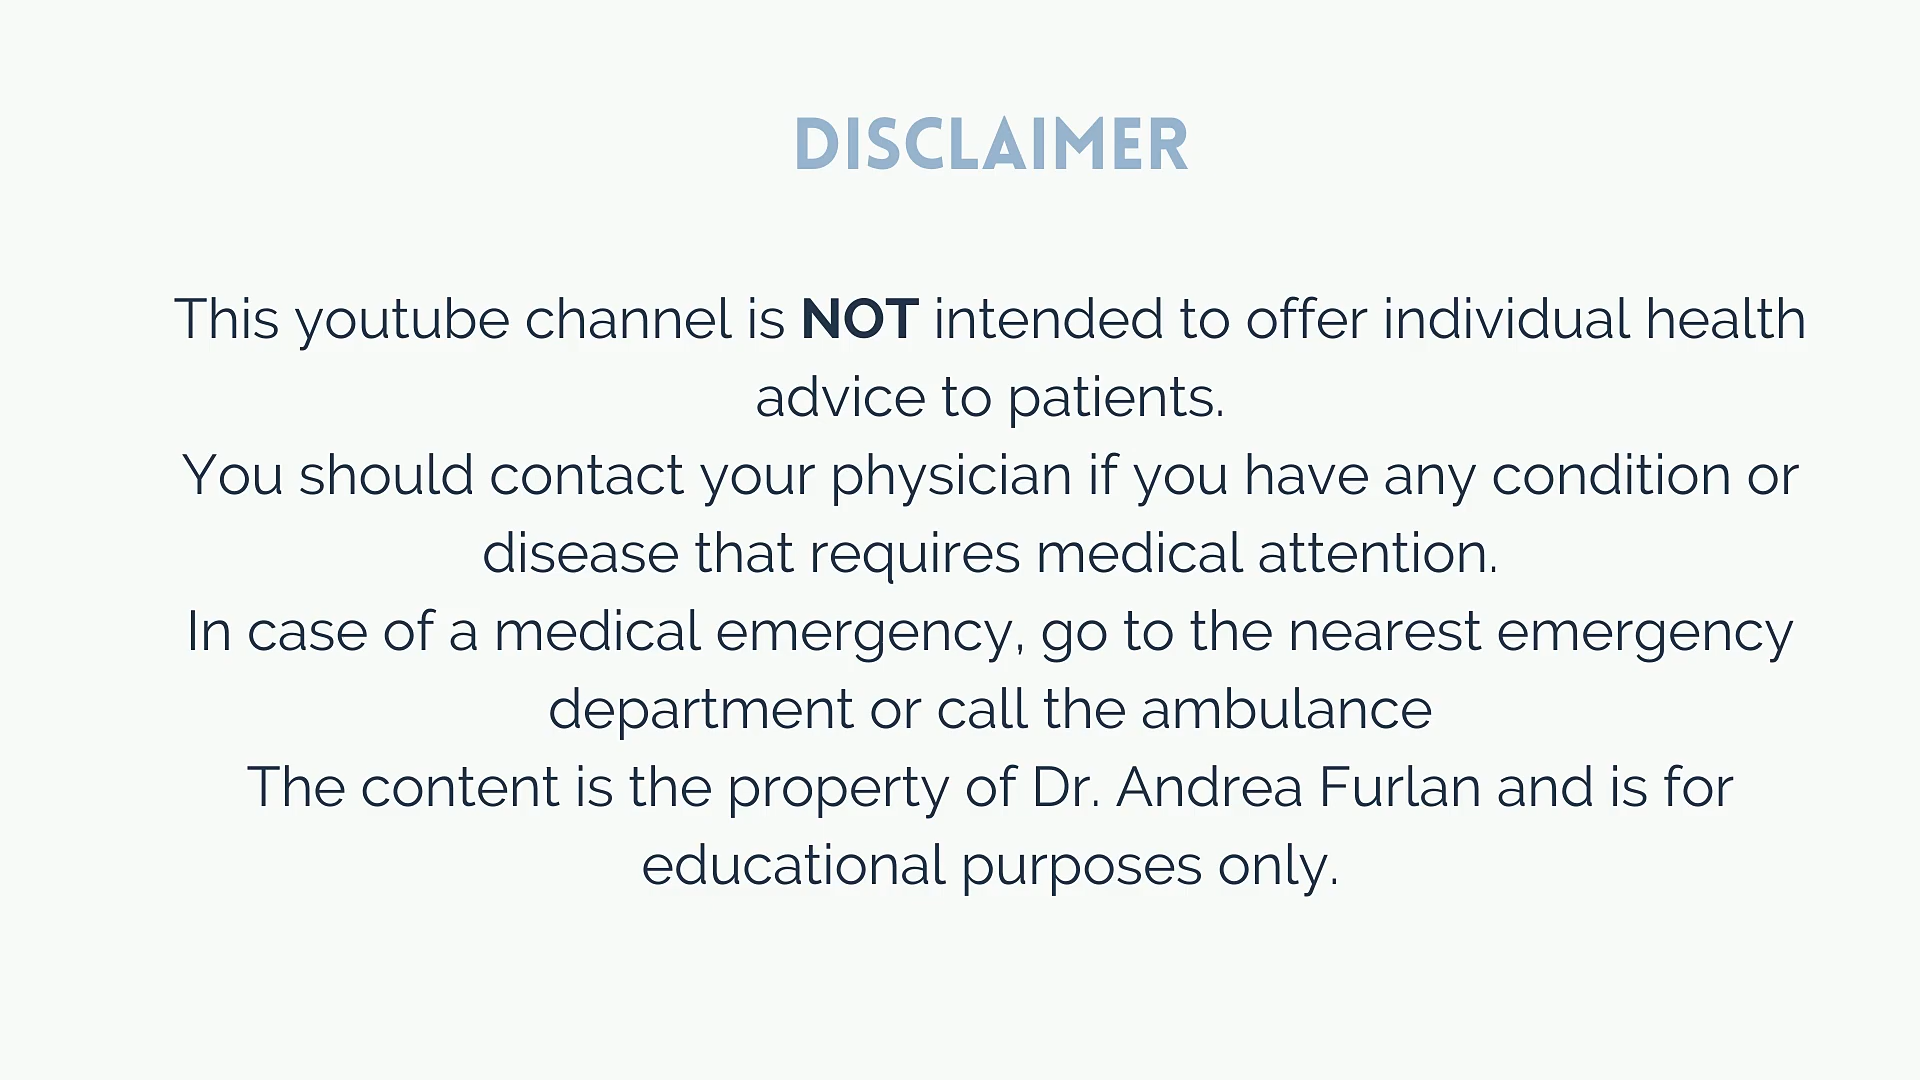 DISCLAIMER
This youtube channel is NOT intended to offer individual health
advice to patients.
You should contact your physician if you have any condition or
disease that requires medical attention.
In case of a medical emergency, go to the nearest emergency
department or call the ambulance
The content is the property of Dr. Andrea Furlan and is for
educational purposes only.